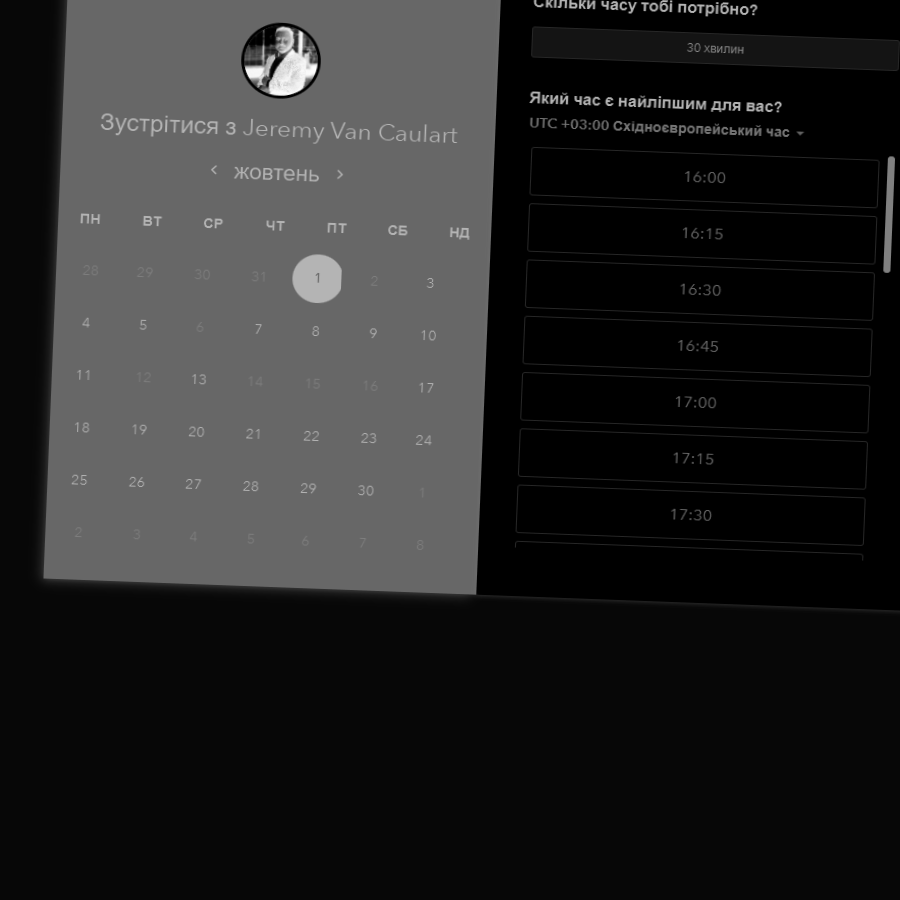 Зустрітися з Jeremy Van Caulart
жовтень
ПН ВТ СР ЧТ ПТ СБ НД
28 29 30 31 1 2 3
4 5 6 7 8 9 10
11 12 13 14 15 16 17
18 19 20 21 22 23 24
25 26 27 28 29 30 1
2 3 4 5 6 7 8
Скільки часу тобі потрібно?
30 хвилин
Який час є найліпшим для вас?
UTC +03:00 Східноєвропейський час
16:00
16:15
16:30
16:45
17:00
17:15
17:30